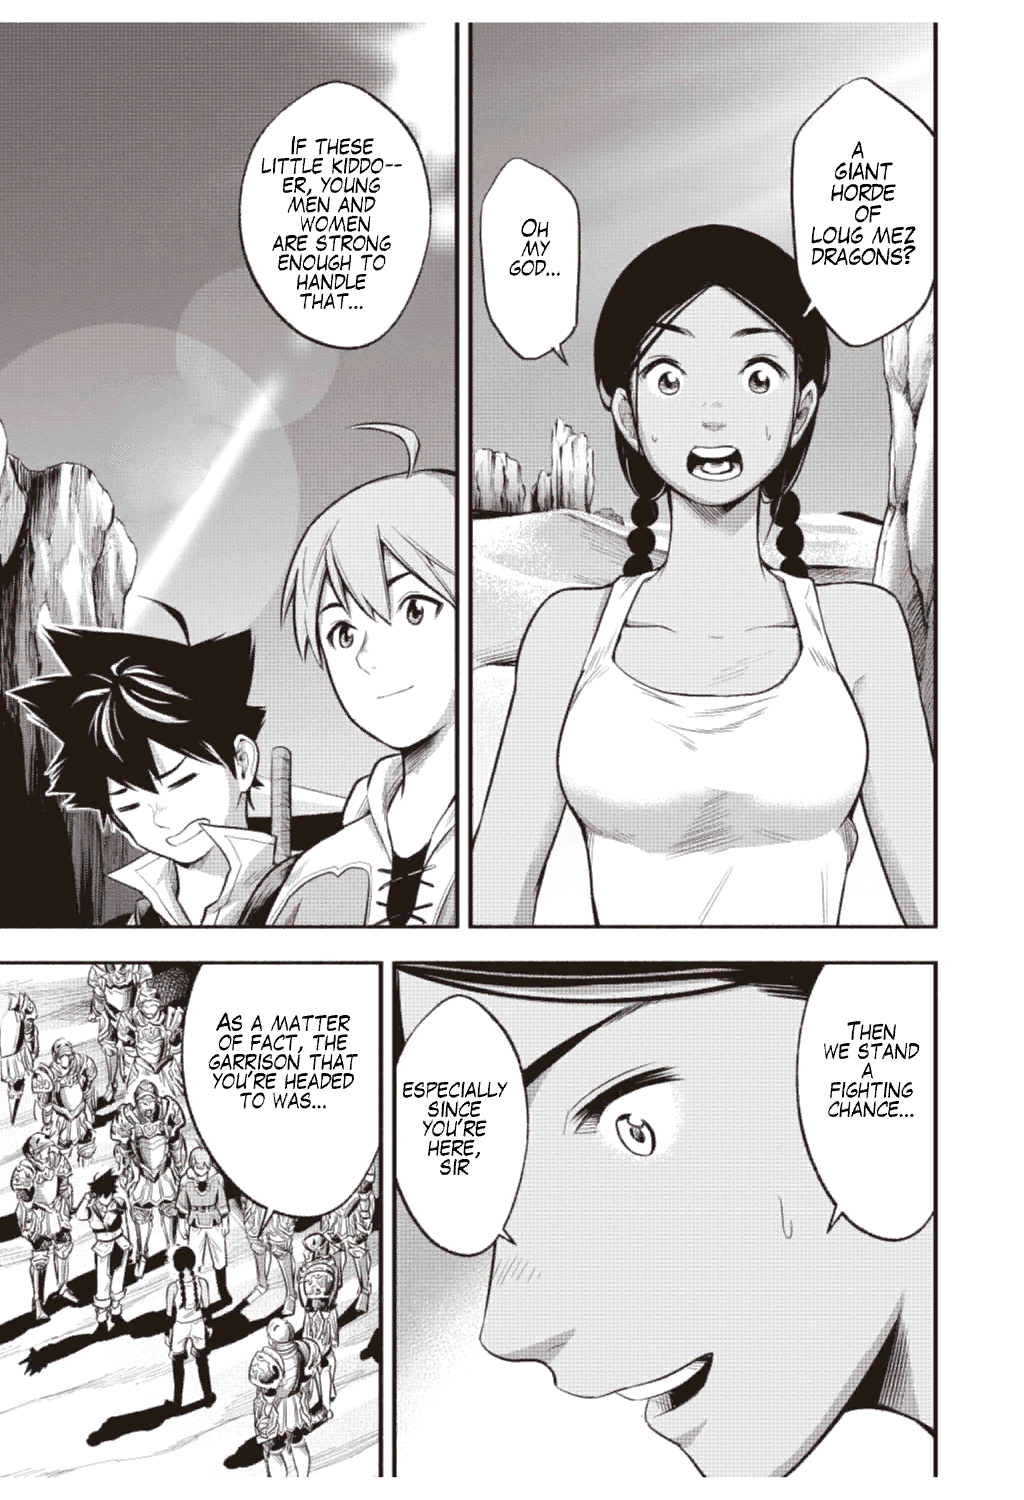 A
GIANT
HORDE
OF
LOUG MEZ
DRAGONS?
OH
MY
GOD...
IF THESE
LITTLE KIDDO--
ER, YOUNG
MEN AND
WOMEN
ARE STRONG
ENOUGH TO
HANDLE
THAT...
THEN
WE STAND
A
FIGHTING
CHANCE...
ESPECIALLY
SINCE
YOU'RE
HERE,
SIR
AS A MATTER
OF FACT, THE
GARRISON THAT
YOU'RE HEADED
TO WAS...